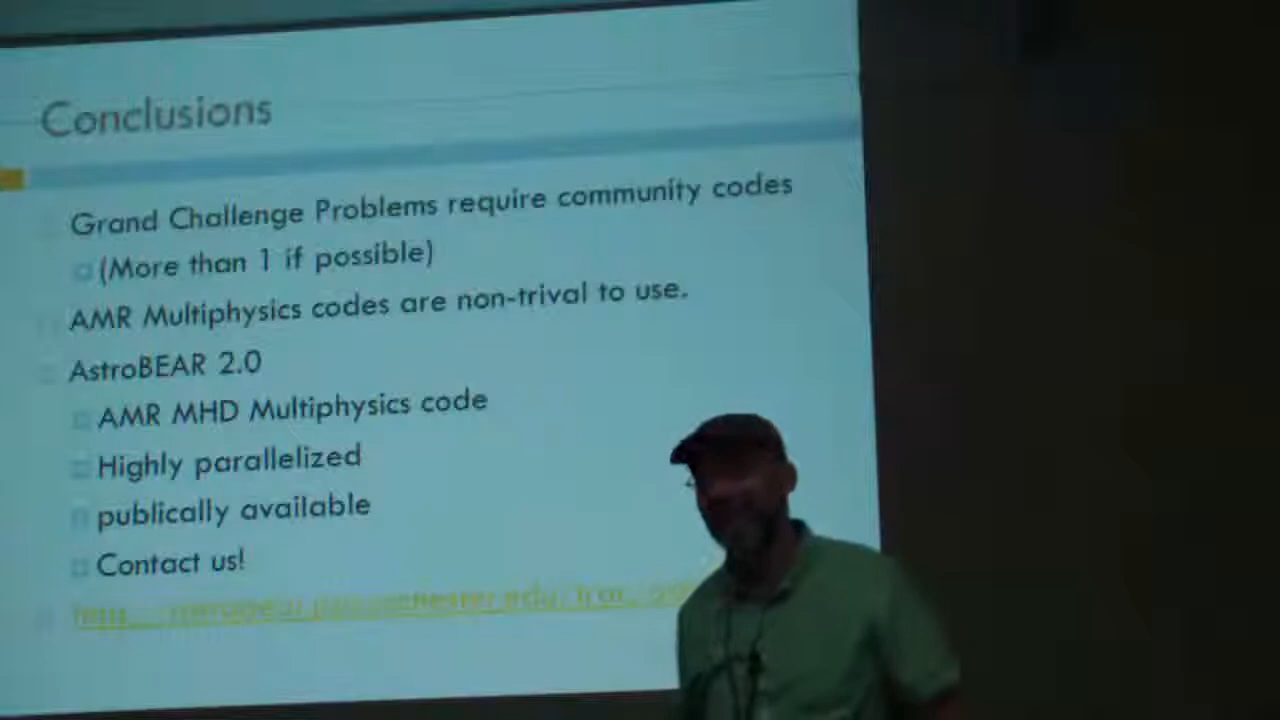 Conclusions
Grand Challenge Problems require community codes
(More than 1 if possible)
AMR Multiphysics codes are non-trival to use.
AstroBEAR 2.0
AMR MHD Multiphysics code
Highly parallelized
publically available
Contact us!